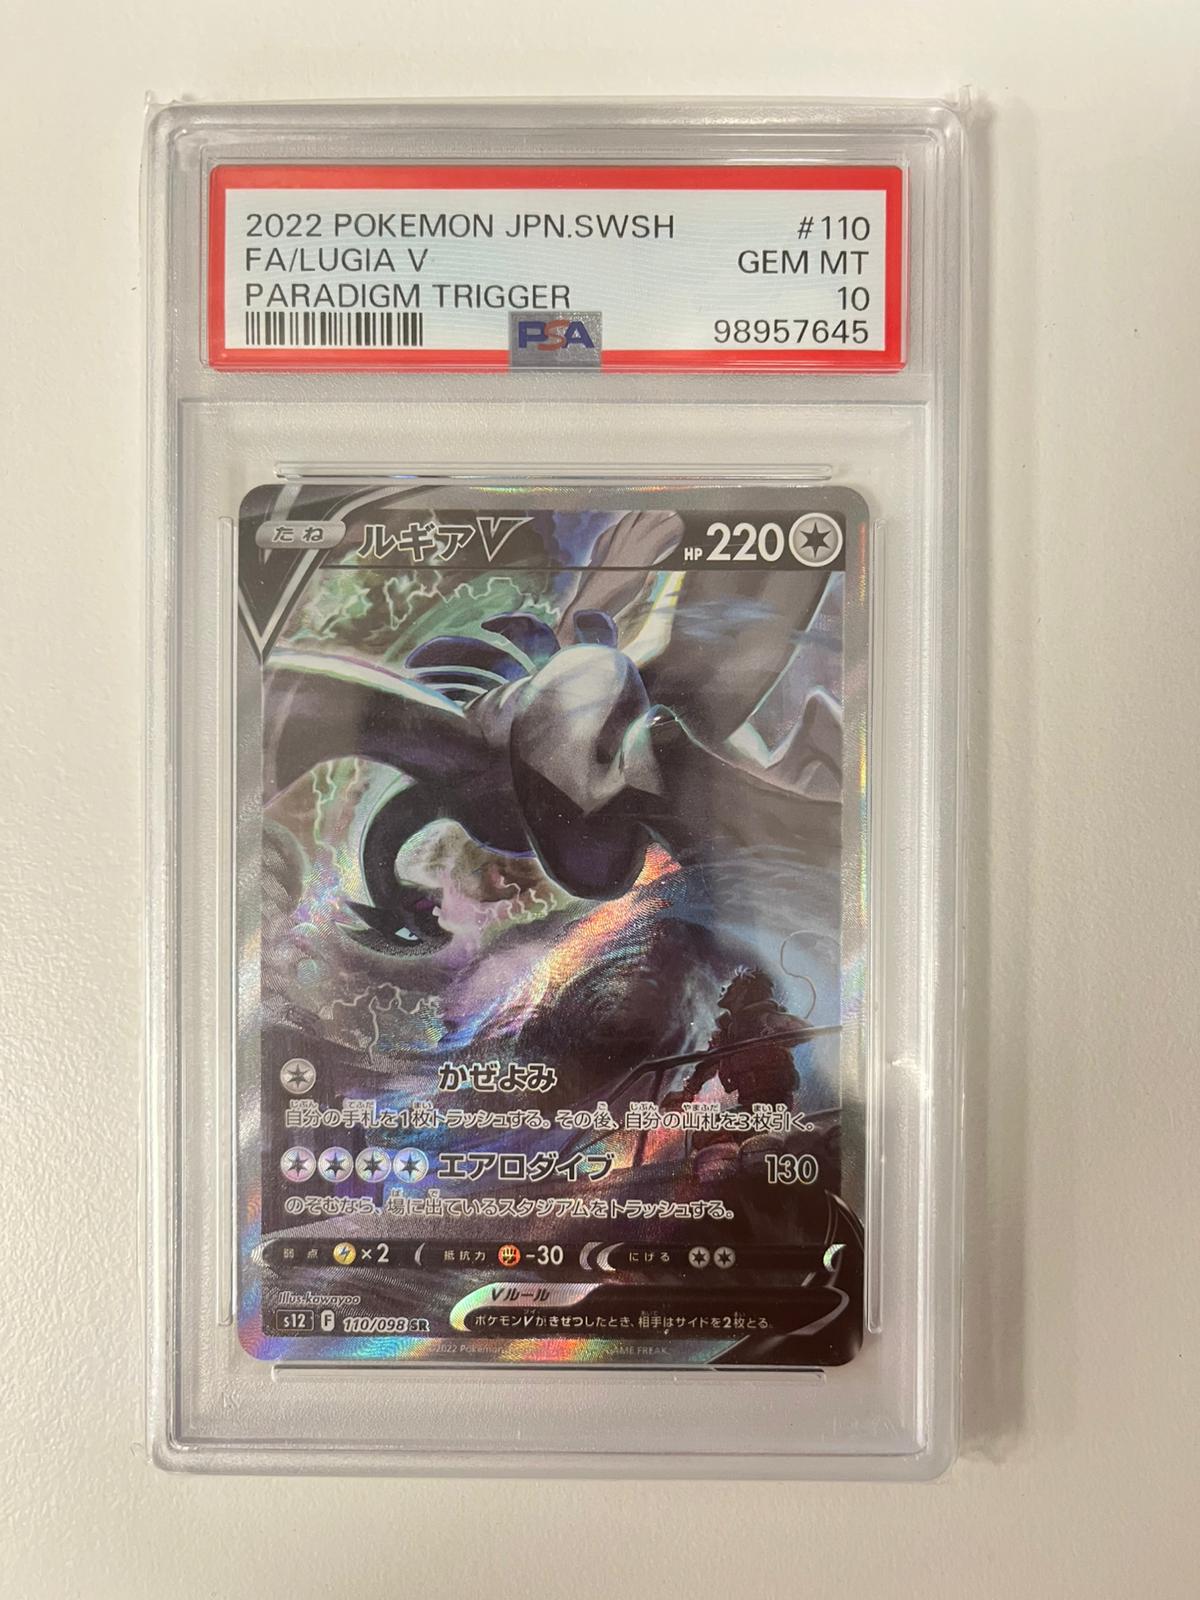 2022 POKEMON JPN.SWSH #110
FA/LUGIA V GEM MT
PARADIGM TRIGGER 10
PSA 98957645
たね ルギアV HP 220
かぜよみ
自分の手札を1枚トラッシュする。その後、自分の山札を3枚引く。
エアロダイブ 130
のぞむなら、場に出ているスタジアムをトラッシュする。
弱点 ×2 抵抗力 -30 にげる
Illus.kawayoo
Vルール
s12 F 110/098 SR ポケモンVがきぜつしたとき、相手はサイドを2枚とる。
©2022 Pokémon GAME FREAK.